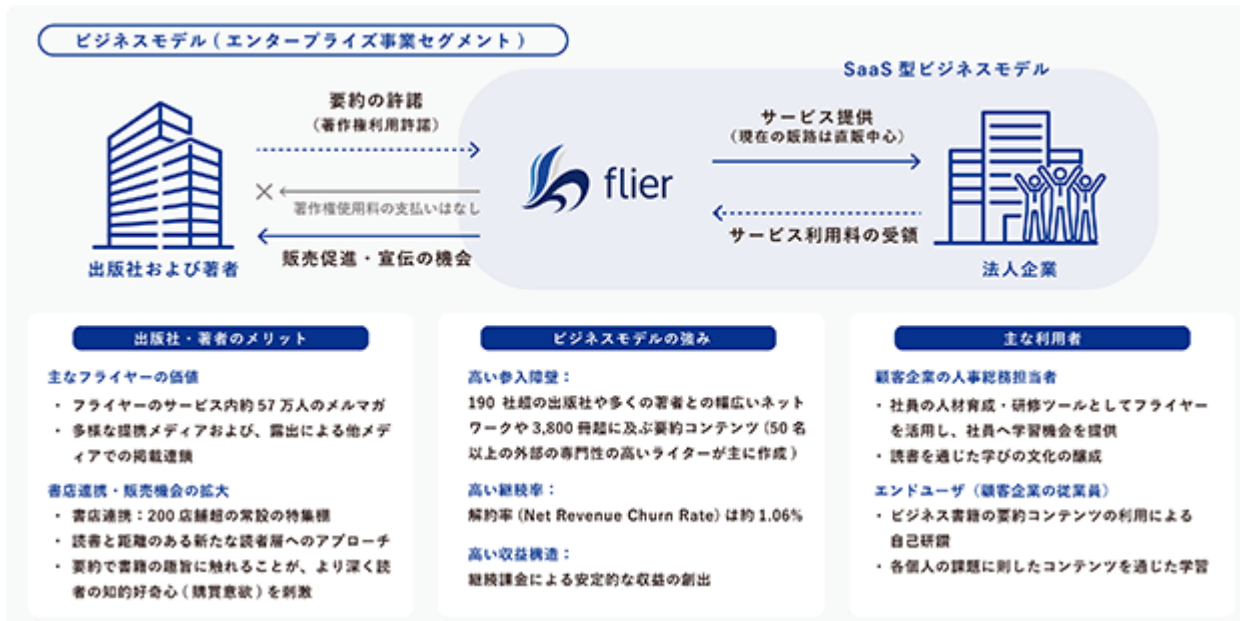 ビジネスモデル(エンタープライズ事業セグメント)
SaaS型ビジネスモデル
要約の許諾
(著作権利用許諾)
著作権使用料の支払いはなし
販売促進・宣伝の機会
出版社および著者
flier
サービス提供
(現在の販路は直販中心)
サービス利用料の受領
法人企業
出版社・著者のメリット
主なフライヤーの価値
・ フライヤーのサービス内約57万人のメルマガ
・ 多様な提携メディアおよび、露出による他メデ
ィアでの掲載連鎖
書店連携・販売機会の拡大
・ 書店連携：200店舗超の常設の特集棚
・ 読書と距離のある新たな読者層へのアプローチ
・ 要約で書籍の趣旨に触れることが、より深く読
者の知的好奇心(購買意欲)を刺激
ビジネスモデルの強み
高い参入障壁：
190 社超の出版社や多くの著者との幅広いネット
ワークや3,800冊超に及ぶ要約コンテンツ(50名
以上の外部の専門性の高いライターが主に作成)
高い継続率：
解約率(Net Revenue Churn Rate)は約1.06%
高い収益構造：
継続課金による安定的な収益の創出
主な利用者
顧客企業の人事総務担当者
・ 社員の人材育成・研修ツールとしてフライヤー
を活用し、社員へ学習機会を提供
・ 読書を通じた学びの文化の醸成
エンドユーザ（顧客企業の従業員）
・ ビジネス書籍の要約コンテンツの利用による
自己研鑽
・ 各個人の課題に則したコンテンツを通じた学習